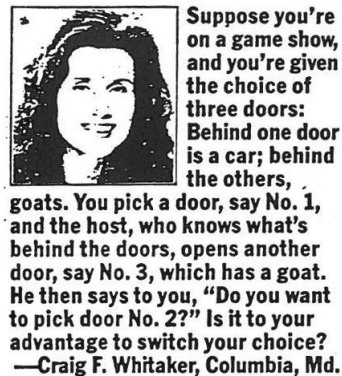 Suppose you're
on a game show,
and you're given
the choice of
three doors:
Behind one door
is a car; behind
the others,
goats. You pick a door, say No. 1,
and the host, who knows what's
behind the doors, opens another
door, say No. 3, which has a goat.
He then says to you, "Do you want
to pick door No. 2?" Is it to your
advantage to switch your choice?
—Craig F. Whitaker, Columbia, Md.